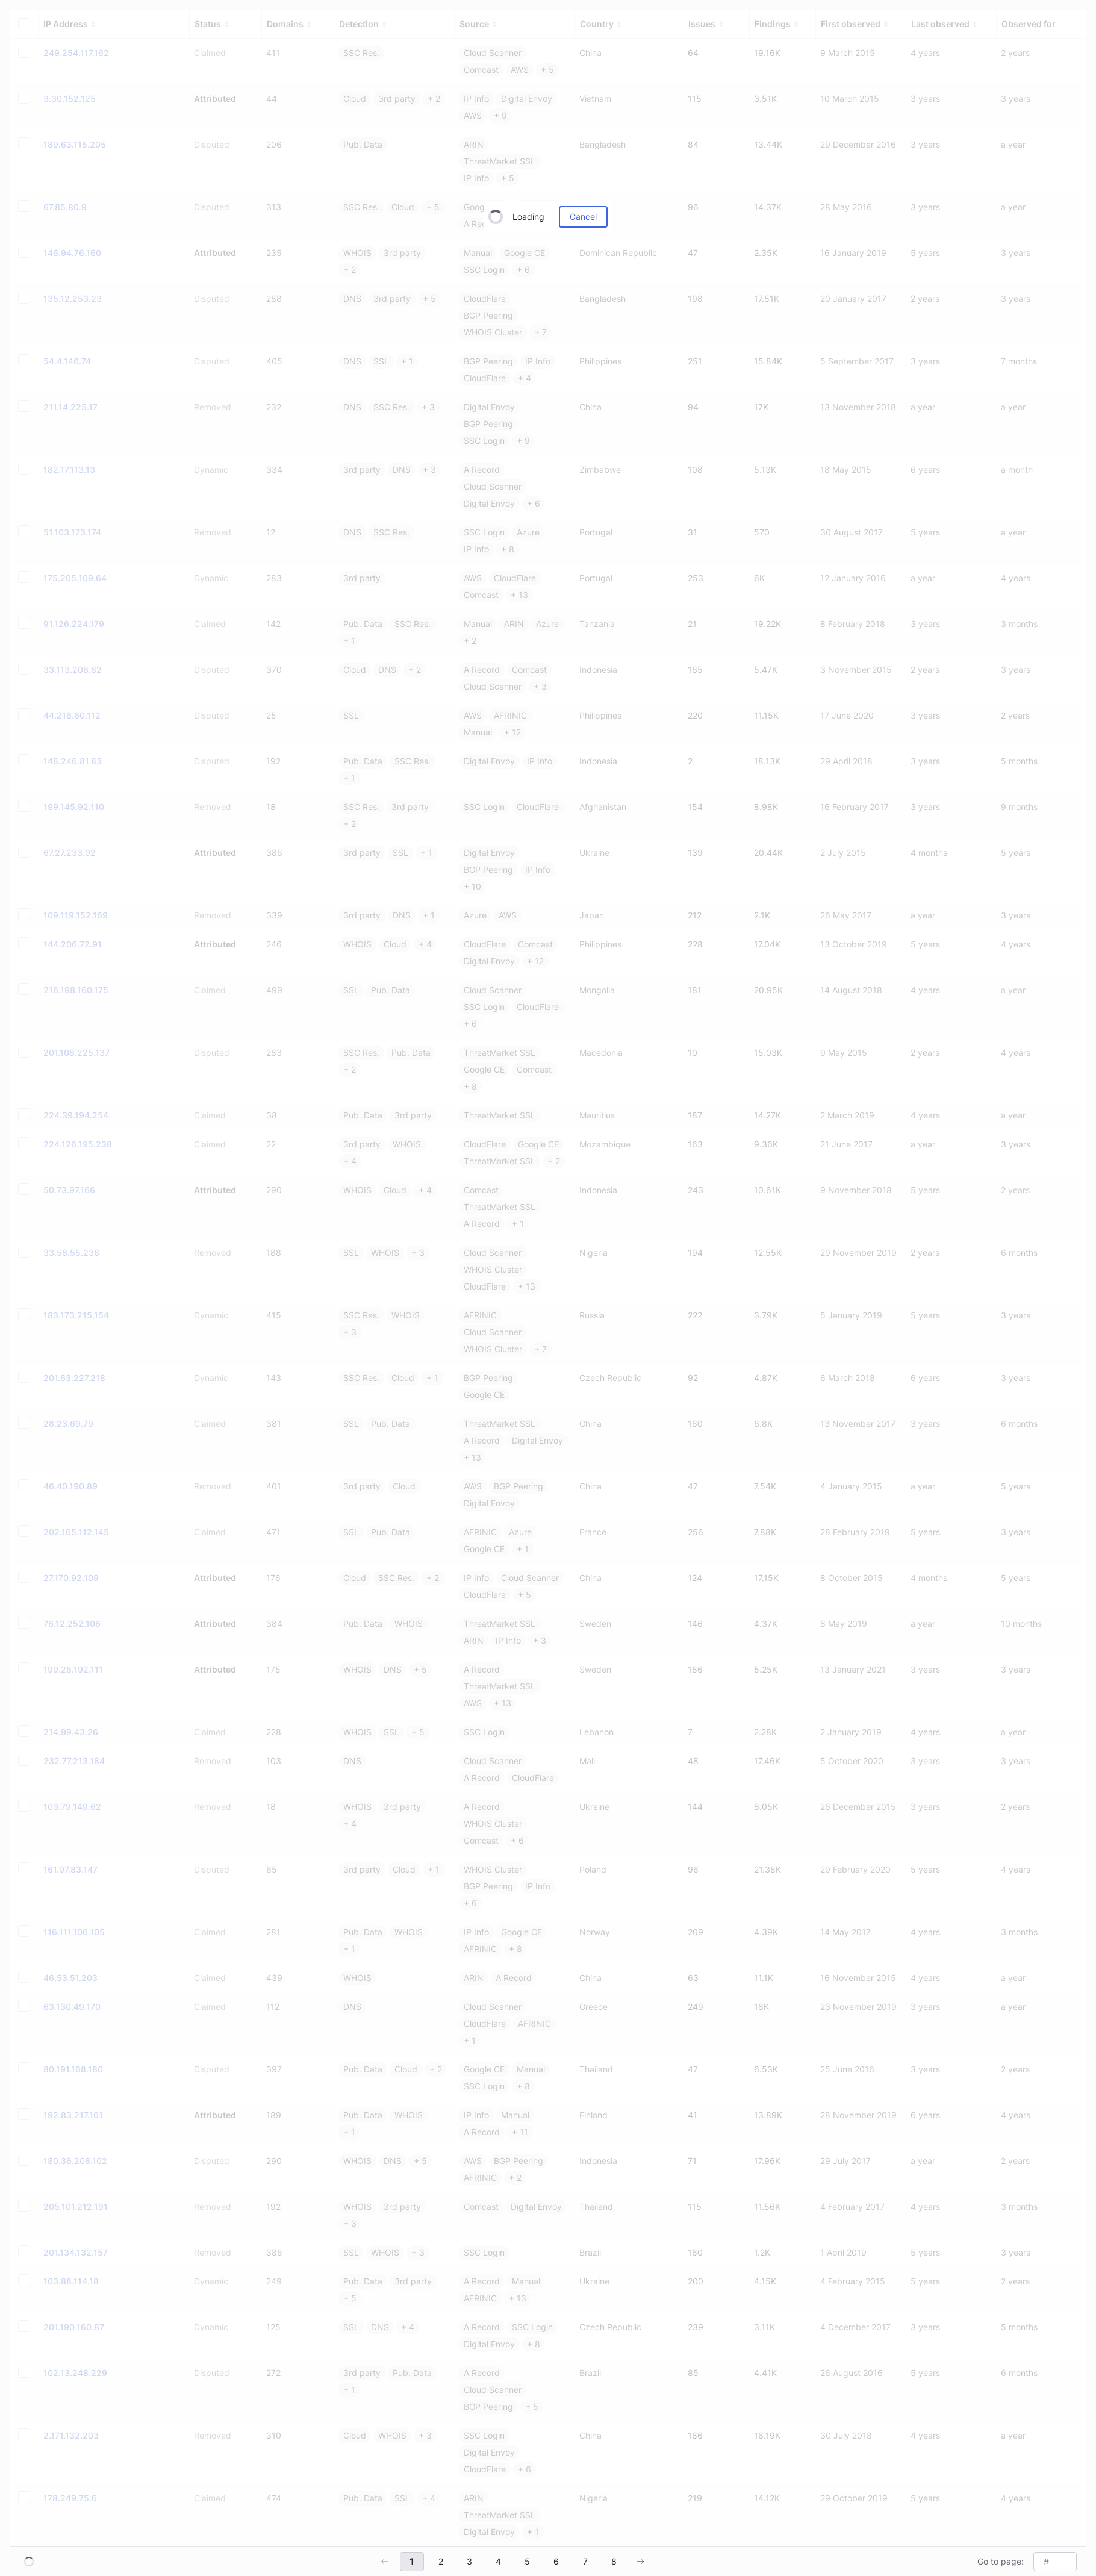 IP Address Status Domains Detection Source Country Issues Findings First observed Last observed Observed for
249.254.117.162 Claimed 411 SSC Res. Cloud Scanner China 64 19.16K 9 March 2015 4 years 2 years
Comcast AWS + 5
3.30.152.125 Attributed 44 Cloud 3rd party + 2 IP Info Digital Envoy Vietnam 115 3.51K 10 March 2015 3 years 3 years
AWS + 9
189.63.115.205 Disputed 206 Pub. Data ARIN Bangladesh 84 13.44K 29 December 2016 3 years a year
ThreatMarket SSL
IP Info + 5
67.85.80.9 Disputed 313 SSC Res. Cloud + 5 96 14.37K 28 May 2016 3 years a year
Loading Cancel
146.94.76.160 Attributed 235 WHOIS 3rd party Manual Google CE Dominican Republic 47 2.35K 16 January 2019 5 years 3 years
+ 2 SSC Login + 6
135.12.253.23 Disputed 288 DNS 3rd party + 5 CloudFlare Bangladesh 198 17.51K 20 January 2017 2 years 3 years
BGP Peering
WHOIS Cluster + 7
54.4.146.74 Disputed 405 DNS SSL + 1 BGP Peering IP Info Philippines 251 15.84K 5 September 2017 3 years 7 months
CloudFlare + 4
211.14.225.17 Removed 232 DNS SSC Res. + 3 Digital Envoy China 94 17K 13 November 2018 a year a year
BGP Peering
SSC Login + 9
182.17.113.13 Dynamic 334 3rd party DNS + 3 A Record Zimbabwe 108 5.13K 18 May 2015 6 years a month
Cloud Scanner
Digital Envoy + 6
51.103.173.174 Removed 12 DNS SSC Res. SSC Login Azure Portugal 31 570 30 August 2017 5 years a year
IP Info + 8
175.205.109.64 Dynamic 283 3rd party AWS CloudFlare Portugal 253 6K 12 January 2016 a year 4 years
Comcast + 13
91.126.224.179 Claimed 142 Pub. Data SSC Res. Manual ARIN Azure Tanzania 21 19.22K 8 February 2018 3 years 3 months
+ 1 + 2
33.113.208.82 Disputed 370 Cloud DNS + 2 A Record Comcast Indonesia 165 5.47K 3 November 2015 2 years 3 years
Cloud Scanner + 3
44.216.60.112 Disputed 25 SSL AWS AFRINIC Philippines 220 11.15K 17 June 2020 3 years 2 years
Manual + 12
148.246.81.83 Disputed 192 Pub. Data SSC Res. Digital Envoy IP Info Indonesia 2 18.13K 29 April 2018 3 years 5 months
+ 1
199.145.92.110 Removed 18 SSC Res. 3rd party SSC Login CloudFlare Afghanistan 154 8.98K 16 February 2017 3 years 9 months
+ 2
67.27.233.92 Attributed 386 3rd party SSL + 1 Digital Envoy Ukraine 139 20.44K 2 July 2015 4 months 5 years
BGP Peering IP Info
+ 10
109.119.152.169 Removed 339 3rd party DNS + 1 Azure AWS Japan 212 2.1K 26 May 2017 a year 3 years
144.206.72.91 Attributed 246 WHOIS Cloud + 4 CloudFlare Comcast Philippines 228 17.04K 13 October 2019 5 years 4 years
Digital Envoy + 12
216.198.160.175 Claimed 499 SSL Pub. Data Cloud Scanner Mongolia 181 20.95K 14 August 2018 4 years a year
SSC Login CloudFlare
+ 6
201.108.225.137 Disputed 283 SSC Res. Pub. Data ThreatMarket SSL Macedonia 10 15.03K 9 May 2015 2 years 4 years
+ 2 Google CE Comcast
+ 8
224.39.194.254 Claimed 38 Pub. Data 3rd party ThreatMarket SSL Mauritius 187 14.27K 2 March 2019 4 years a year
224.126.195.238 Claimed 22 3rd party WHOIS CloudFlare Google CE Mozambique 163 9.36K 21 June 2017 a year 3 years
+ 4 ThreatMarket SSL + 2
50.73.97.166 Attributed 290 WHOIS Cloud + 4 Comcast Indonesia 243 10.61K 9 November 2018 5 years 2 years
ThreatMarket SSL
A Record + 1
33.58.55.236 Removed 188 SSL WHOIS + 3 Cloud Scanner Nigeria 194 12.55K 29 November 2019 2 years 6 months
WHOIS Cluster
CloudFlare + 13
183.173.215.154 Dynamic 415 SSC Res. WHOIS AFRINIC Russia 222 3.79K 5 January 2019 5 years 3 years
+ 3 Cloud Scanner
WHOIS Cluster + 7
201.63.227.218 Dynamic 143 SSC Res. Cloud + 1 BGP Peering Czech Republic 92 4.87K 6 March 2018 6 years 3 years
Google CE
28.23.69.79 Claimed 381 SSL Pub. Data ThreatMarket SSL China 160 6.8K 13 November 2017 3 years 6 months
A Record Digital Envoy
+ 13
46.40.190.89 Removed 401 3rd party Cloud AWS BGP Peering China 47 7.54K 4 January 2015 a year 5 years
Digital Envoy
202.165.112.145 Claimed 471 SSL Pub. Data AFRINIC Azure France 256 7.88K 28 February 2019 5 years 3 years
Google CE + 1
27.170.92.109 Attributed 176 Cloud SSC Res. + 2 IP Info Cloud Scanner China 124 17.15K 8 October 2015 4 months 5 years
CloudFlare + 5
76.12.252.106 Attributed 384 Pub. Data WHOIS ThreatMarket SSL Sweden 146 4.37K 8 May 2019 a year 10 months
ARIN IP Info + 3
199.28.192.111 Attributed 175 WHOIS DNS + 5 A Record Sweden 186 5.25K 13 January 2021 3 years 3 years
ThreatMarket SSL
AWS + 13
214.99.43.26 Claimed 228 WHOIS SSL + 5 SSC Login Lebanon 7 2.28K 2 January 2019 4 years a year
232.77.213.184 Removed 103 DNS Cloud Scanner Mali 48 17.46K 5 October 2020 3 years 3 years
A Record CloudFlare
103.79.149.62 Removed 18 WHOIS 3rd party A Record Ukraine 144 8.05K 26 December 2015 3 years 2 years
+ 4 WHOIS Cluster
Comcast + 6
161.97.83.147 Disputed 65 3rd party Cloud + 1 WHOIS Cluster Poland 96 21.38K 29 February 2020 5 years 4 years
BGP Peering IP Info
+ 6
116.111.106.105 Claimed 281 Pub. Data WHOIS IP Info Google CE Norway 209 4.39K 14 May 2017 4 years 3 months
+ 1 AFRINIC + 8
46.53.51.203 Claimed 439 WHOIS ARIN A Record China 63 11.1K 16 November 2015 4 years a year
63.130.49.170 Claimed 112 DNS Cloud Scanner Greece 249 18K 23 November 2019 3 years a year
CloudFlare AFRINIC
+ 1
60.191.168.180 Disputed 397 Pub. Data Cloud + 2 Google CE Manual Thailand 47 6.53K 25 June 2016 3 years 2 years
SSC Login + 8
192.83.217.161 Attributed 189 Pub. Data WHOIS IP Info Manual Finland 41 13.89K 28 November 2019 6 years 4 years
+ 1 A Record + 11
180.36.208.102 Disputed 290 WHOIS DNS + 5 AWS BGP Peering Indonesia 71 17.96K 29 July 2017 a year 2 years
AFRINIC + 2
205.101.212.191 Removed 192 WHOIS 3rd party Comcast Digital Envoy Thailand 115 11.56K 4 February 2017 4 years 3 months
+ 3
201.134.132.157 Removed 388 SSL WHOIS + 3 SSC Login Brazil 160 1.2K 1 April 2019 5 years 3 years
103.88.114.16 Dynamic 249 Pub. Data 3rd party A Record Manual Ukraine 200 4.15K 4 February 2015 5 years 2 years
+ 5 AFRINIC + 13
201.190.160.87 Dynamic 125 SSL DNS + 4 A Record SSC Login Czech Republic 239 3.11K 4 December 2017 3 years 5 months
Digital Envoy + 8
102.13.248.229 Disputed 272 3rd party Pub. Data A Record Brazil 85 4.41K 26 August 2016 5 years 6 months
+ 1 Cloud Scanner
BGP Peering + 5
2.171.132.203 Removed 310 Cloud WHOIS + 3 SSC Login China 186 16.19K 30 July 2018 4 years a year
Digital Envoy
CloudFlare + 6
178.249.75.6 Claimed 474 Pub. Data SSL + 4 ARIN Nigeria 219 14.12K 29 October 2019 5 years 4 years
ThreatMarket SSL
Digital Envoy + 1
← 1 2 3 4 5 6 7 8 → Go to page: #